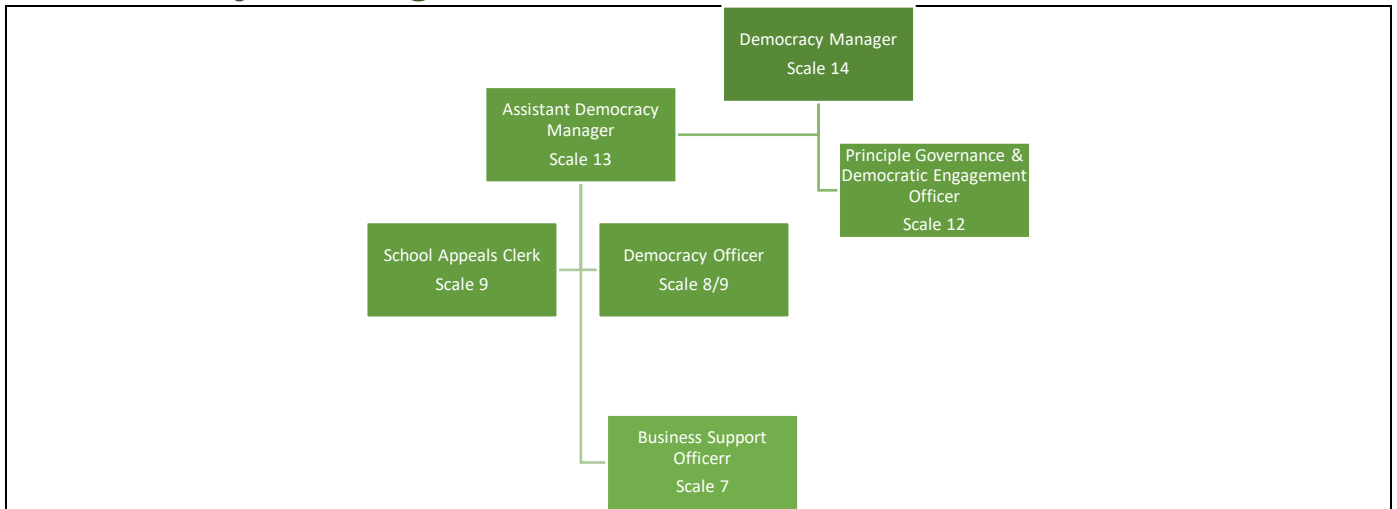 Democracy Manager
Scale 14
Assistant Democracy
Manager
Scale 13
Principle Governance &
Democratic Engagement
Officer
Scale 12
School Appeals Clerk
Scale 9
Democracy Officer
Scale 8/9
Business Support
Officerr
Scale 7